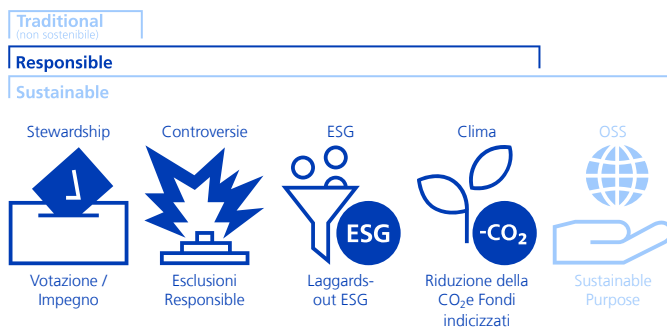 Traditional
(non sostenibile)
Responsible
Sustainable
Stewardship
Controversie
ESG
Clima
OSS
ESG
-CO₂
Votazione /
Impegno
Esclusioni
Responsible
Laggards-
out ESG
Riduzione della
CO₂e Fondi
indicizzati
Sustainable
Purpose